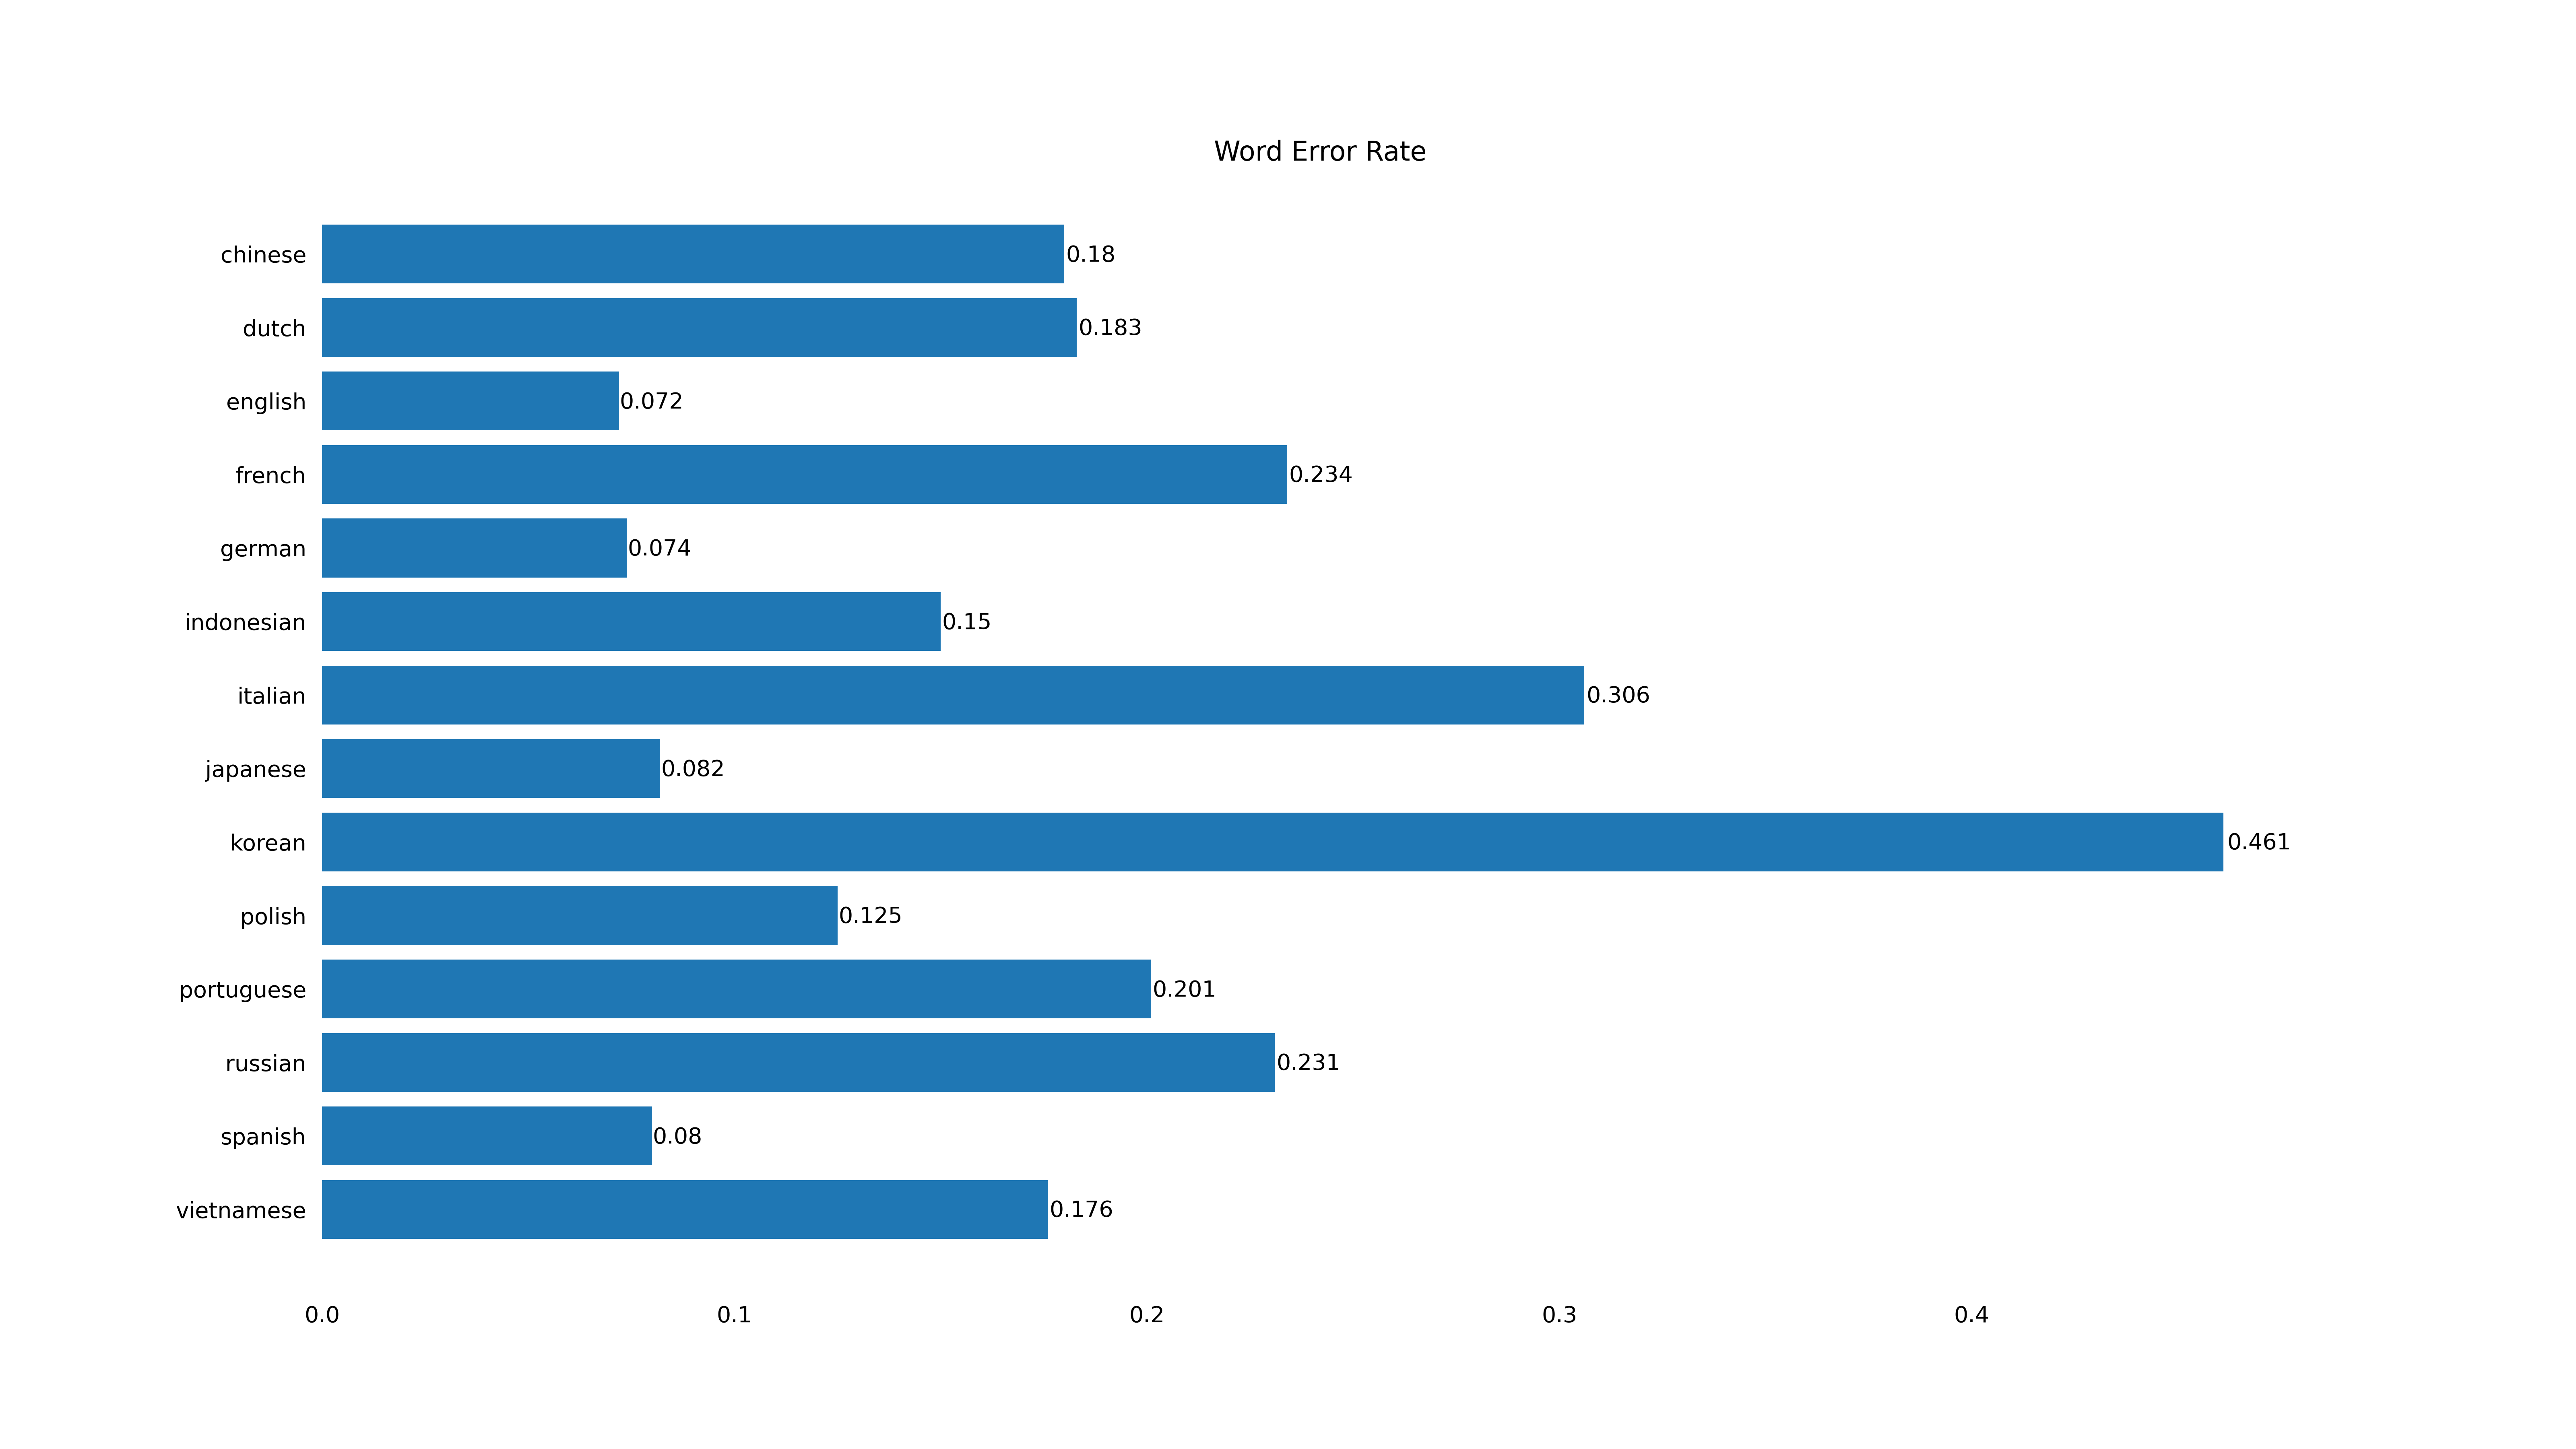 Word Error Rate
chinese 0.18
dutch 0.183
english 0.072
french 0.234
german 0.074
indonesian 0.15
italian 0.306
japanese 0.082
korean 0.461
polish 0.125
portuguese 0.201
russian 0.231
spanish 0.08
vietnamese 0.176
0.0 0.1 0.2 0.3 0.4